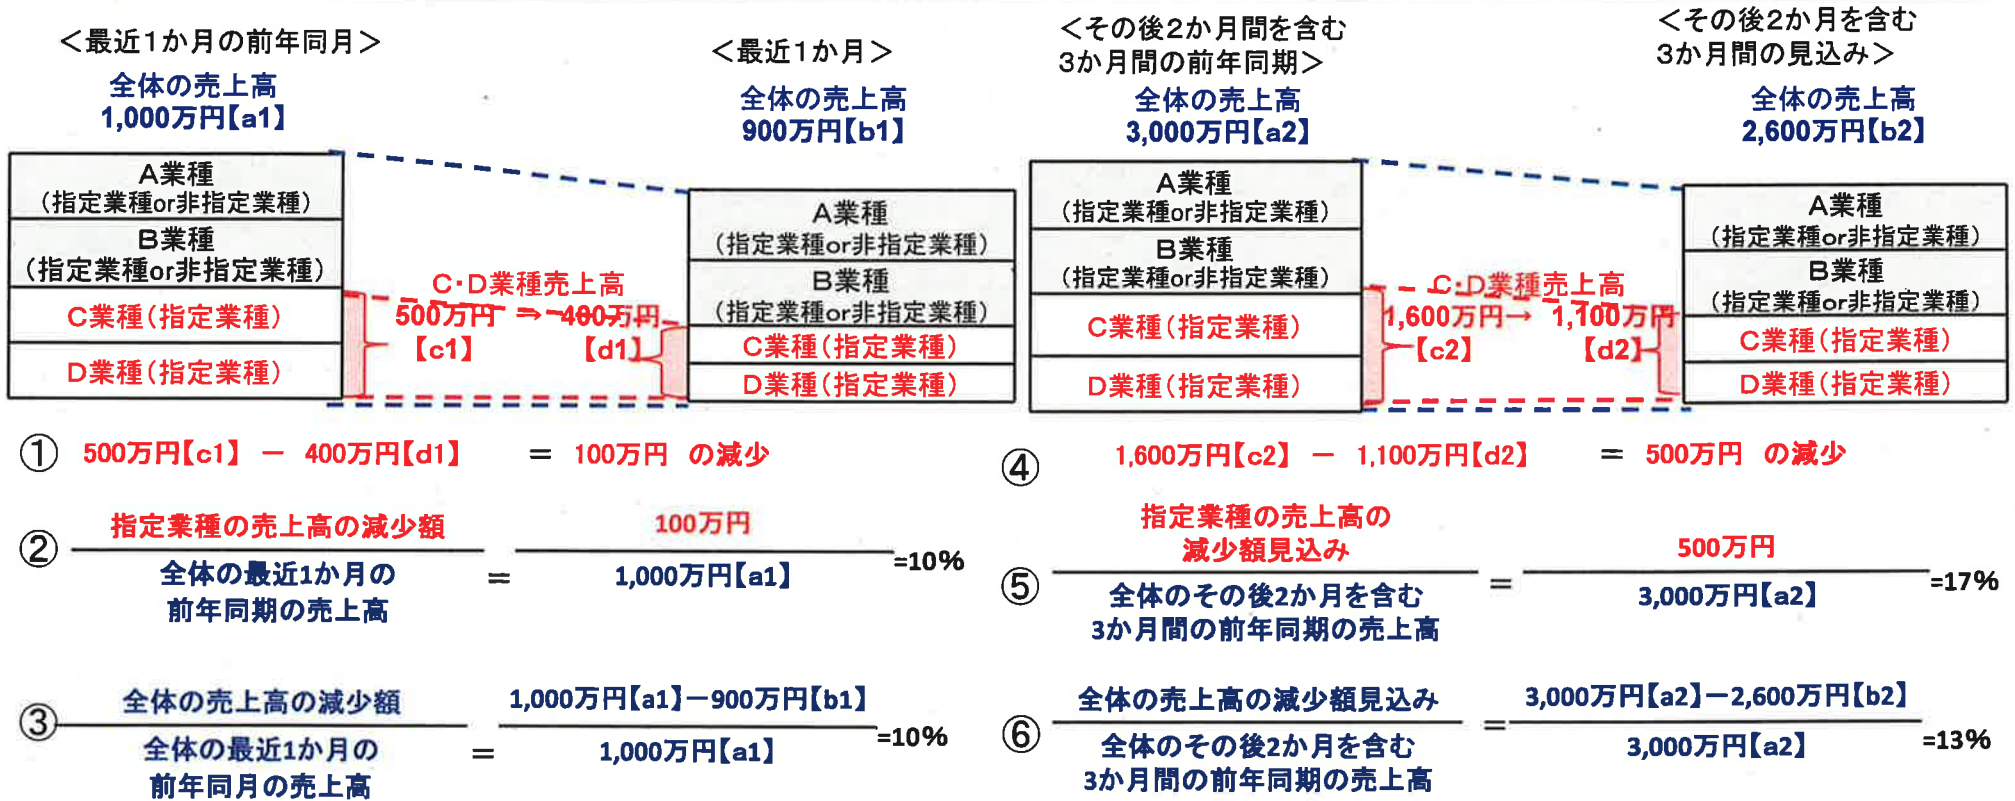 ＜最近１か月の前年同月＞
全体の売上高
1,000万円【a1】
A業種
(指定業種or非指定業種)
B業種
(指定業種or非指定業種)
C業種(指定業種)
D業種(指定業種)
C・D業種売上高
500万円 ⇒ 400万円
【c1】 【d1】
＜最近１か月＞
全体の売上高
900万円【b1】
A業種
(指定業種or非指定業種)
B業種
(指定業種or非指定業種)
C業種(指定業種)
D業種(指定業種)
① 500万円【c1】 － 400万円【d1】 ＝ 100万円 の減少
② 指定業種の売上高の減少額
全体の最近1か月の
前年同期の売上高
＝
100万円
1,000万円【a1】
=10%
③ 全体の売上高の減少額
全体の最近1か月の
前年同月の売上高
＝
1,000万円【a1】－900万円【b1】
1,000万円【a1】
=10%
＜その後２か月間を含む
３か月間の前年同期＞
全体の売上高
3,000万円【a2】
A業種
(指定業種or非指定業種)
B業種
(指定業種or非指定業種)
C業種(指定業種)
D業種(指定業種)
C・D業種売上高
1,600万円→ 1,100万円
【c2】 【d2】
＜その後２か月を含む
３か月間の見込み＞
全体の売上高
2,600万円【b2】
A業種
(指定業種or非指定業種)
B業種
(指定業種or非指定業種)
C業種(指定業種)
D業種(指定業種)
④ 1,600万円【c2】 － 1,100万円【d2】 ＝ 500万円 の減少
⑤ 指定業種の売上高の
減少額見込み
全体のその後2か月を含む
3か月間の前年同期の売上高
＝
500万円
3,000万円【a2】
=17%
⑥ 全体の売上高の減少額見込み
全体のその後2か月を含む
3か月間の前年同期の売上高
＝
3,000万円【a2】－2,600万円【b2】
3,000万円【a2】
=13%